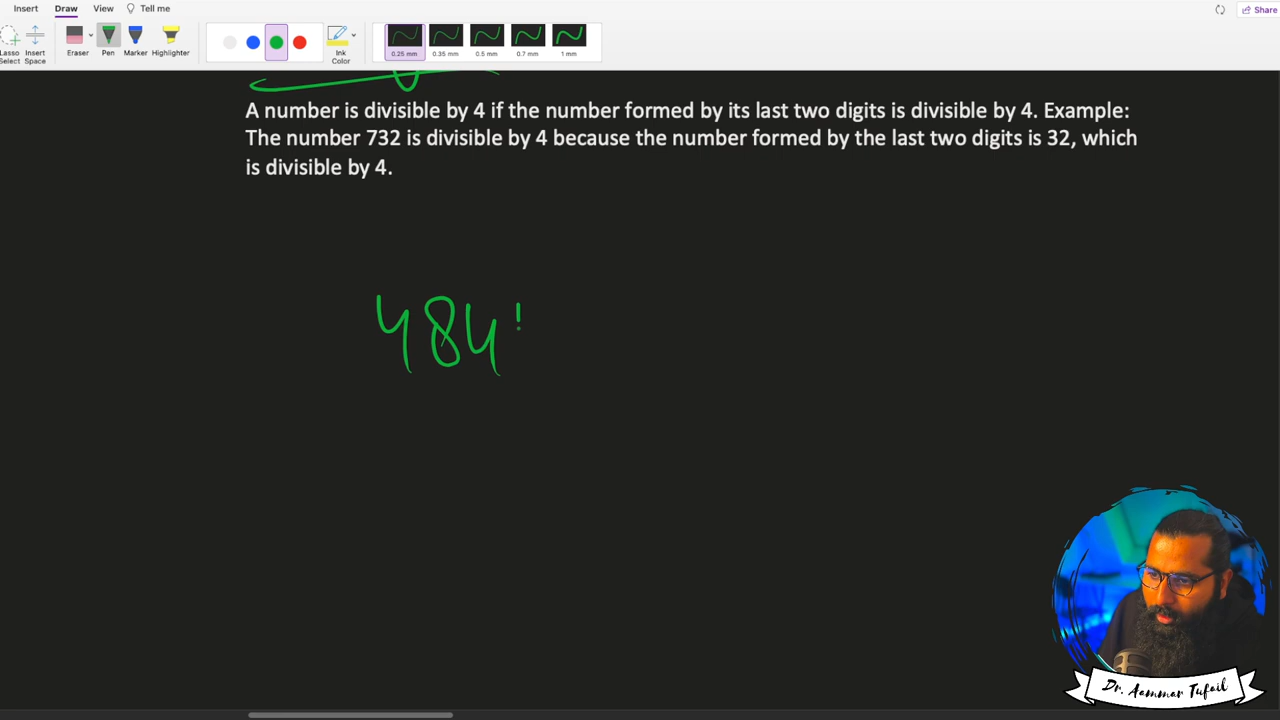 Insert Draw View Tell me Share
Lasso Select Insert Space Eraser Pen Marker Highlighter Ink Color 0.25 mm 0.35 mm 0.5 mm 0.7 mm 1 mm
A number is divisible by 4 if the number formed by its last two digits is divisible by 4. Example:
The number 732 is divisible by 4 because the number formed by the last two digits is 32, which
is divisible by 4.
484
Dr. Aammar Tufail